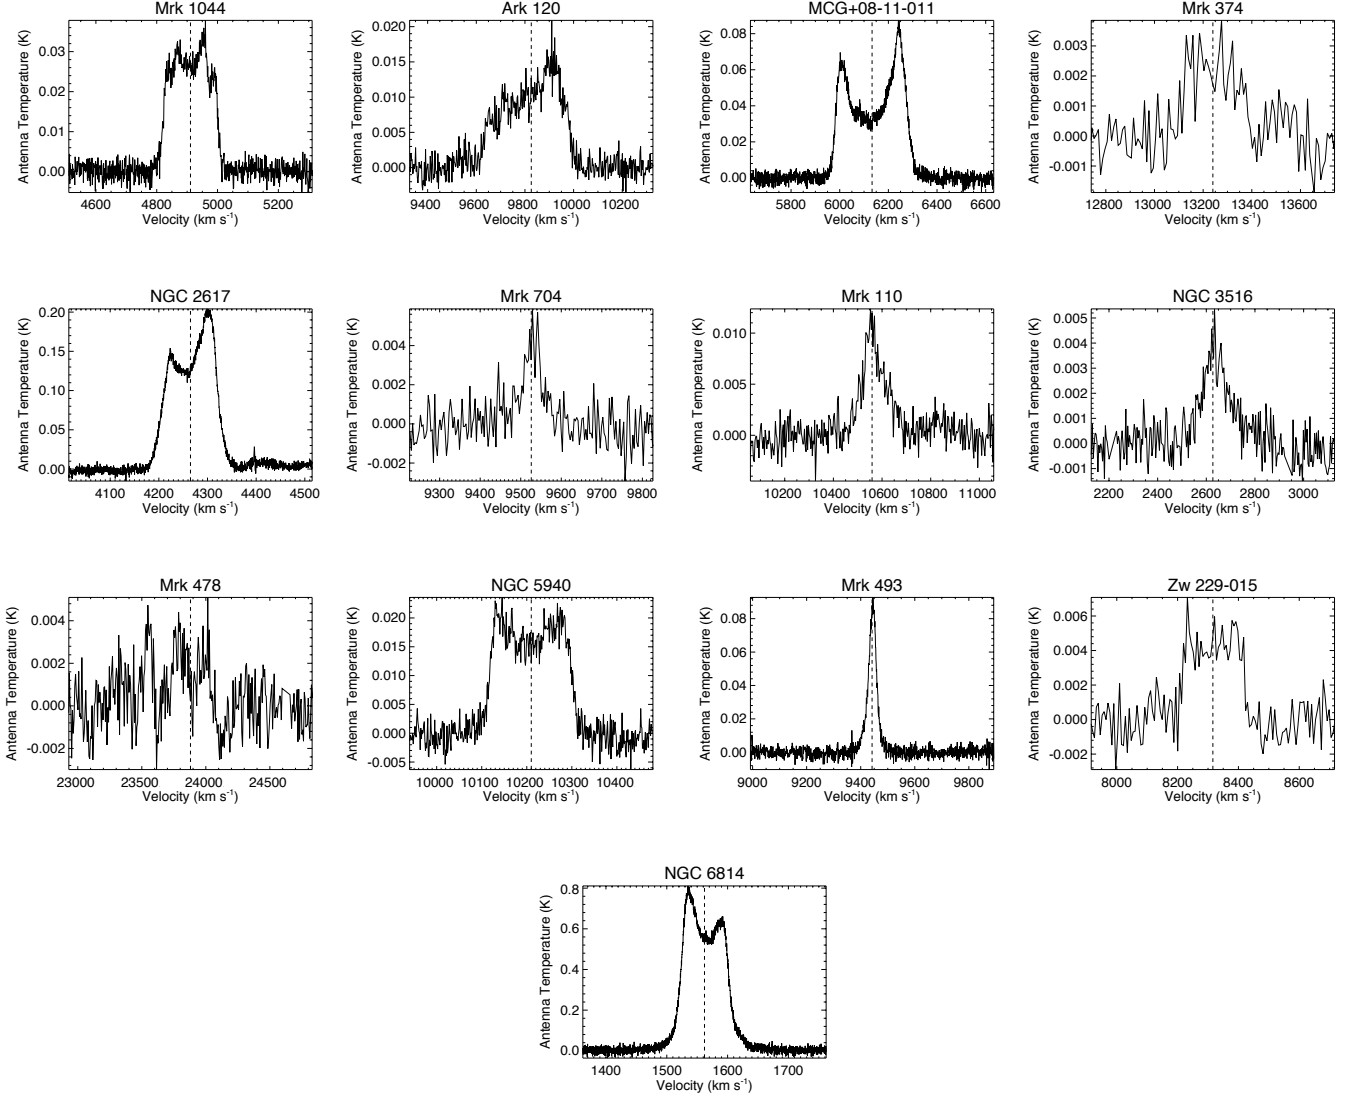 Mrk 1044
Antenna Temperature (K)
0.03
0.02
0.01
0.00
4600 4800 5000 5200
Velocity (km s-1)
Ark 120
Antenna Temperature (K)
0.020
0.015
0.010
0.005
0.000
9400 9600 9800 10000 10200
Velocity (km s-1)
MCG+08-11-011
Antenna Temperature (K)
0.08
0.06
0.04
0.02
0.00
5800 6000 6200 6400 6600
Velocity (km s-1)
Mrk 374
Antenna Temperature (K)
0.003
0.002
0.001
0.000
-0.001
12800 13000 13200 13400 13600
Velocity (km s-1)
NGC 2617
Antenna Temperature (K)
0.20
0.15
0.10
0.05
0.00
4100 4200 4300 4400 4500
Velocity (km s-1)
Mrk 704
Antenna Temperature (K)
0.004
0.002
0.000
-0.002
9300 9400 9500 9600 9700 9800
Velocity (km s-1)
Mrk 110
Antenna Temperature (K)
0.010
0.005
0.000
10200 10400 10600 10800 11000
Velocity (km s-1)
NGC 3516
Antenna Temperature (K)
0.005
0.004
0.003
0.002
0.001
0.000
-0.001
2200 2400 2600 2800 3000
Velocity (km s-1)
Mrk 478
Antenna Temperature (K)
0.004
0.002
0.000
-0.002
23000 23500 24000 24500
Velocity (km s-1)
NGC 5940
Antenna Temperature (K)
0.020
0.015
0.010
0.005
0.000
-0.005
10000 10100 10200 10300 10400
Velocity (km s-1)
Mrk 493
Antenna Temperature (K)
0.08
0.06
0.04
0.02
0.00
9000 9200 9400 9600 9800
Velocity (km s-1)
Zw 229-015
Antenna Temperature (K)
0.006
0.004
0.002
0.000
-0.002
8000 8200 8400 8600
Velocity (km s-1)
NGC 6814
Antenna Temperature (K)
0.8
0.6
0.4
0.2
0.0
1400 1500 1600 1700
Velocity (km s-1)